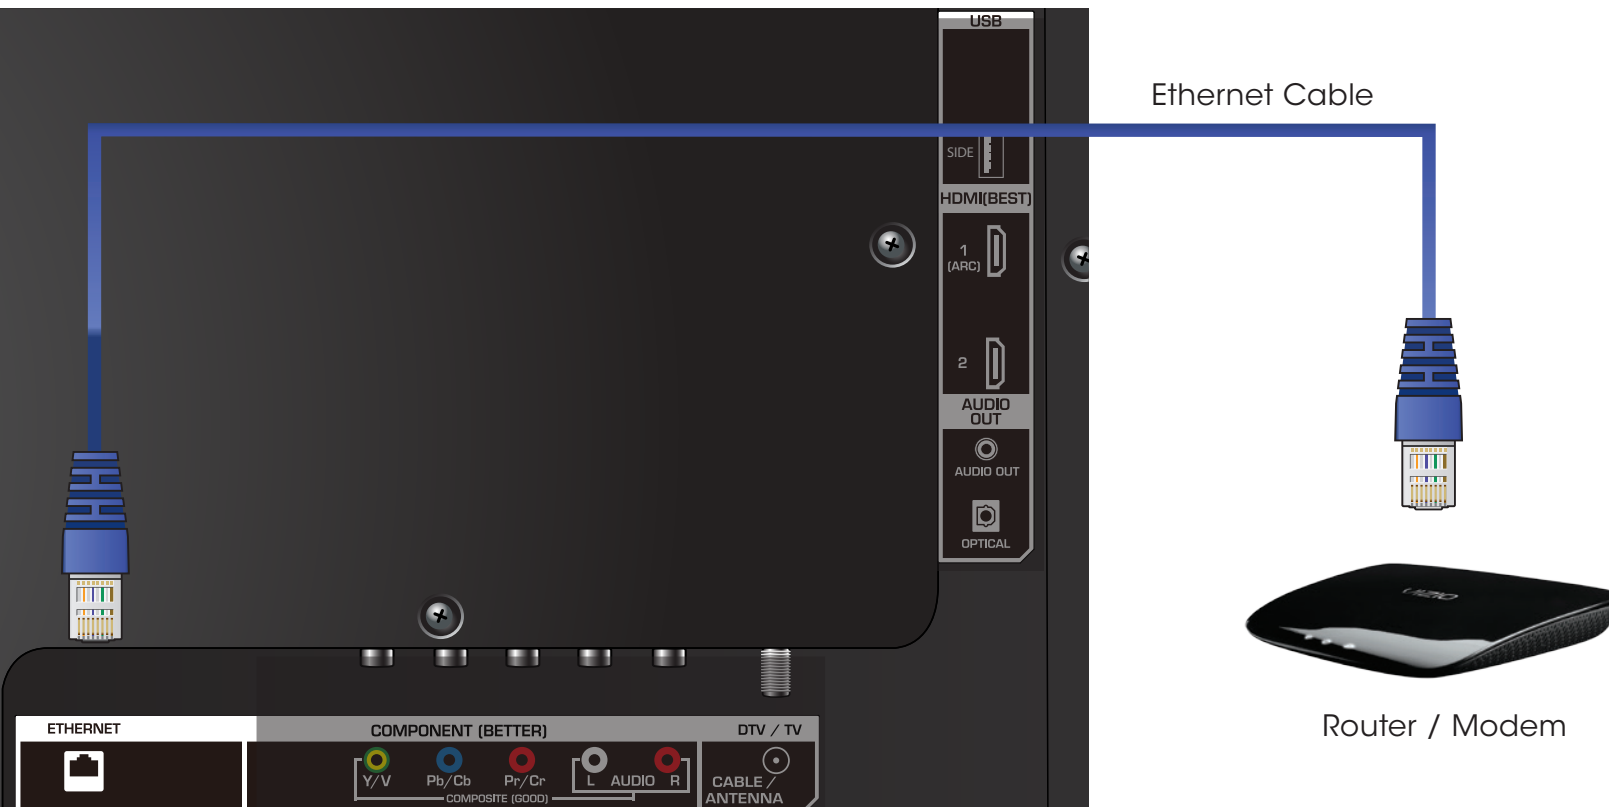 USB
Ethernet Cable
SIDE
HDMI(BEST)
1
(ARC)
2
AUDIO
OUT
AUDIO OUT
OPTICAL
VIZIO
Router / Modem
ETHERNET
COMPONENT (BETTER)
DTV / TV
Y/V
Pb/Cb
Pr/Cr
L AUDIO R
CABLE /
ANTENNA
COMPOSITE (GOOD)